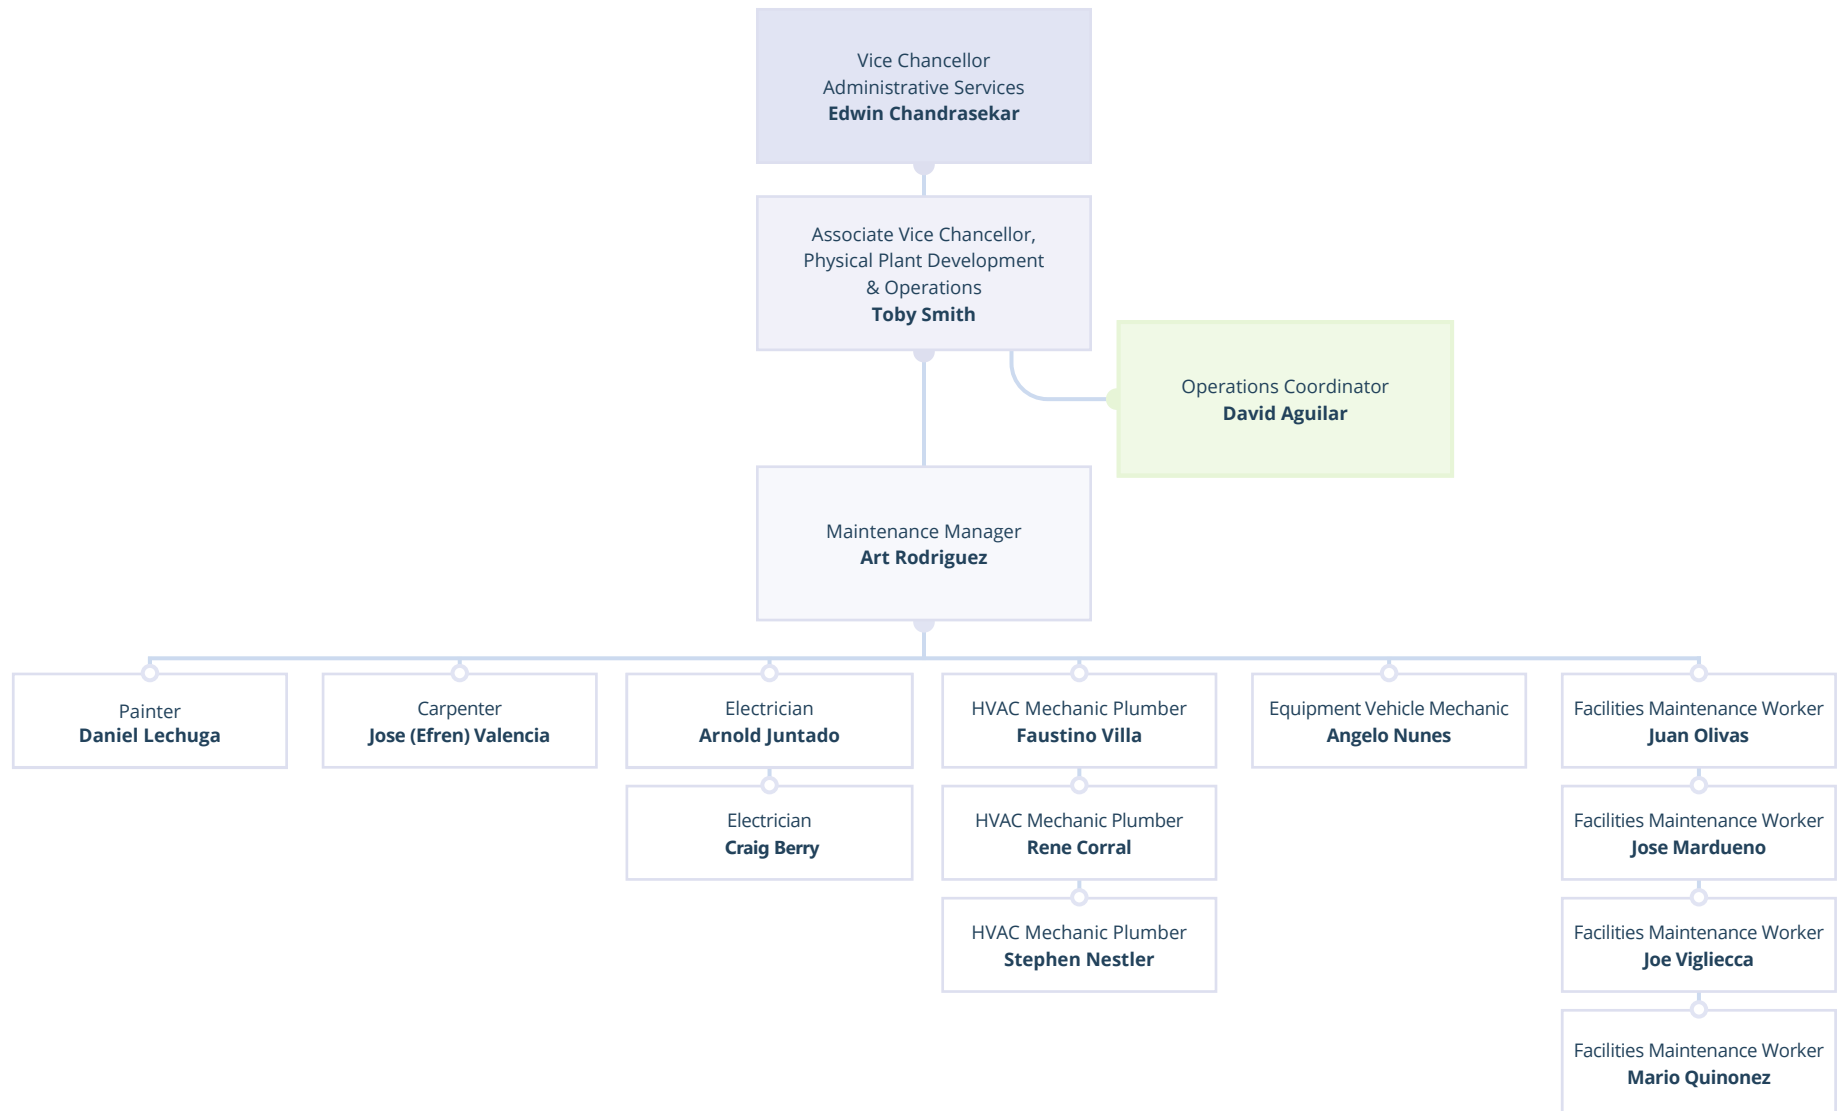 Vice Chancellor
Administrative Services
Edwin Chandrasekar
Associate Vice Chancellor,
Physical Plant Development
& Operations
Toby Smith
Operations Coordinator
David Aguilar
Maintenance Manager
Art Rodriguez
Painter
Daniel Lechuga
Carpenter
Jose (Efren) Valencia
Electrician
Arnold Juntado
HVAC Mechanic Plumber
Faustino Villa
Equipment Vehicle Mechanic
Angelo Nunes
Facilities Maintenance Worker
Juan Olivas
Electrician
Craig Berry
HVAC Mechanic Plumber
Rene Corral
Facilities Maintenance Worker
Jose Mardueno
HVAC Mechanic Plumber
Stephen Nestler
Facilities Maintenance Worker
Joe Vigliecca
Facilities Maintenance Worker
Mario Quinonez